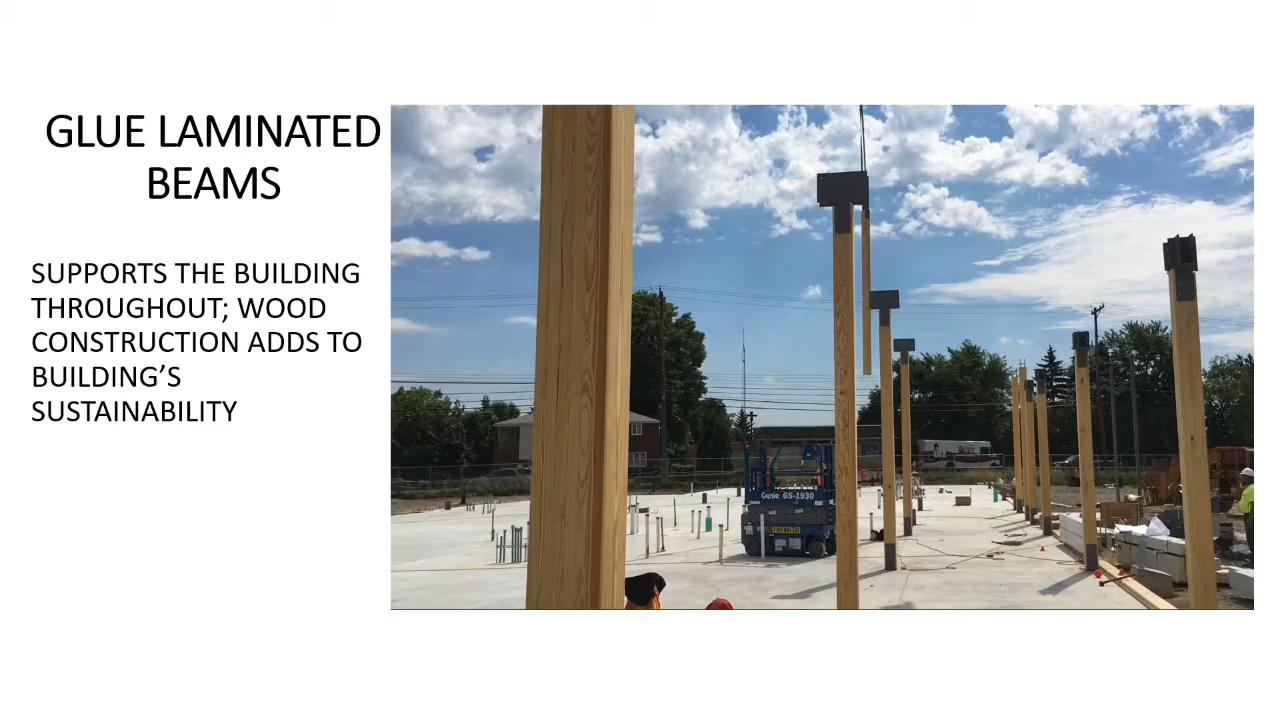 GLUE LAMINATED
BEAMS
SUPPORTS THE BUILDING
THROUGHOUT; WOOD
CONSTRUCTION ADDS TO
BUILDING’S
SUSTAINABILITY
Genie GS-1930